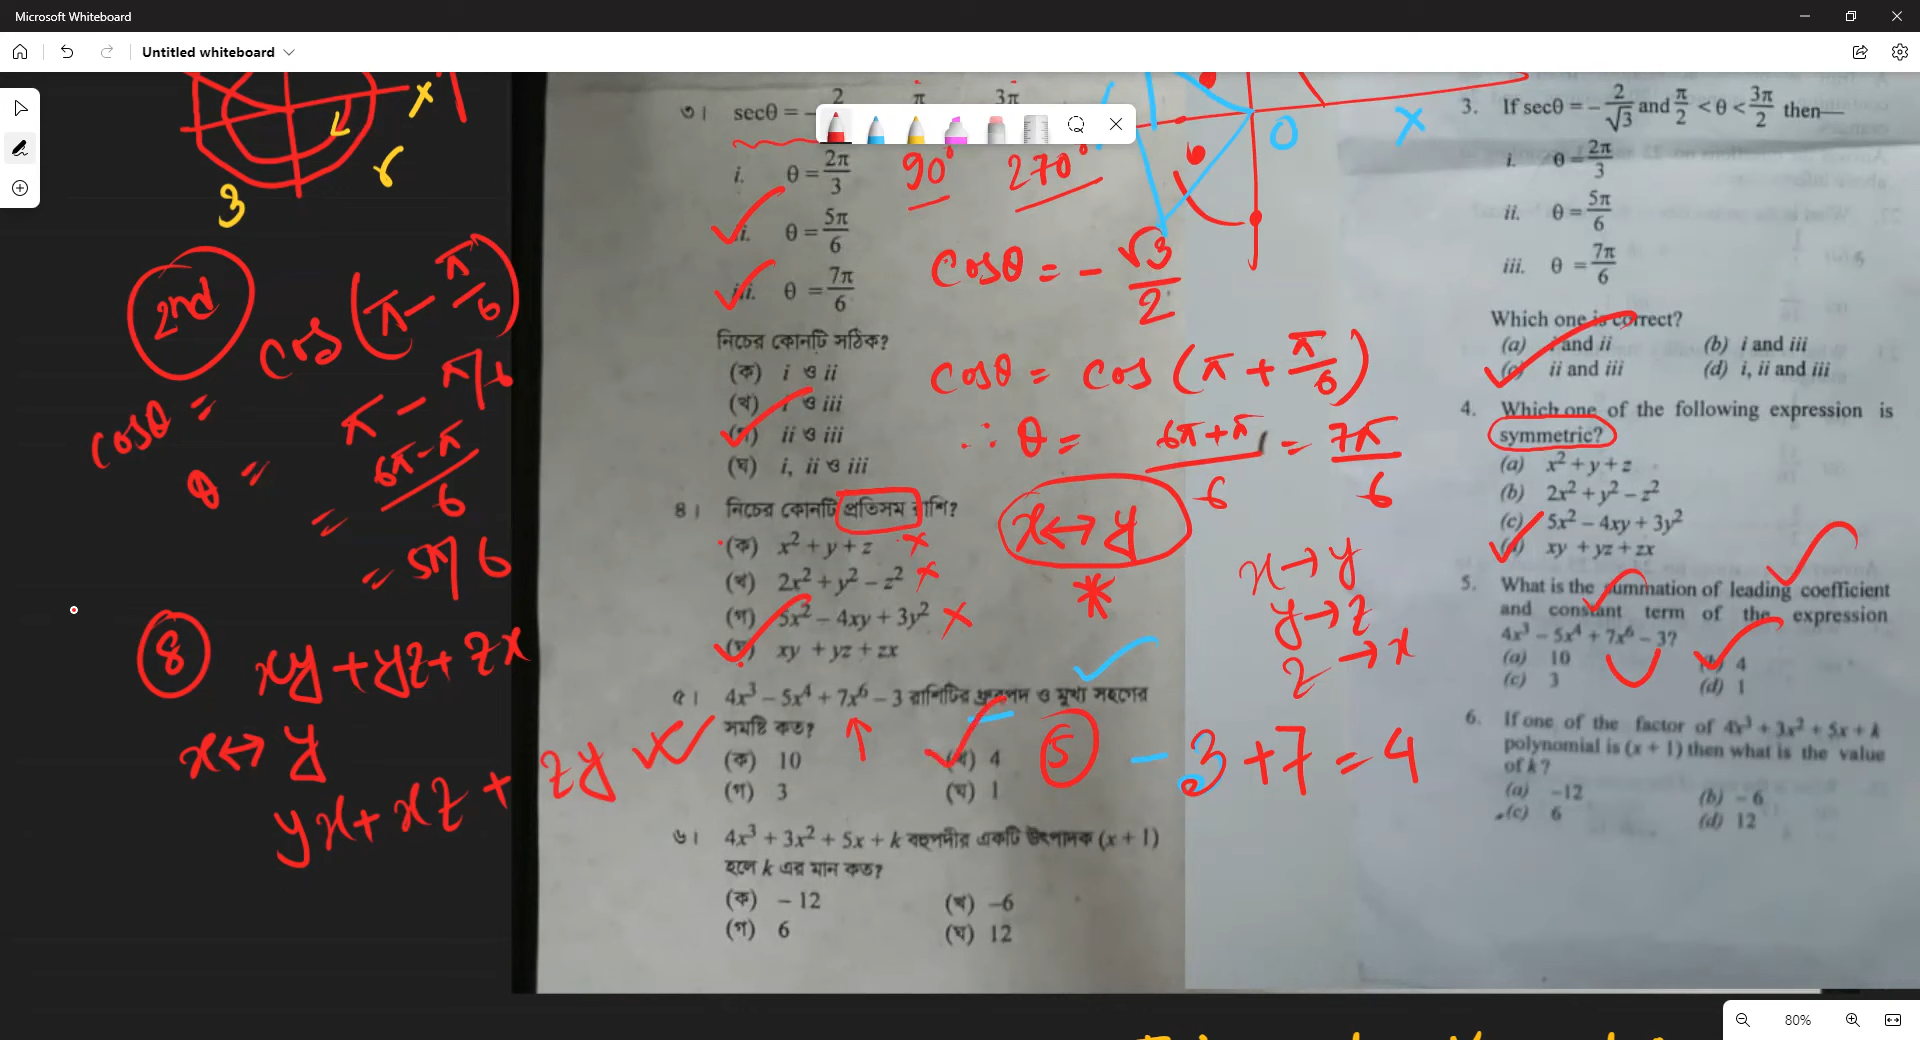 Microsoft Whiteboard
Untitled whiteboard
x
L
6
3
2nd
cosθ = cos(π − π/6)
θ = π − π/6
= 6π − π / 6
= 5π/6
8 xy + yz + zx
x ↔ y
yx + xz + zy
৩। secθ = - 2 π 3π
i. θ = 2π/3 90° 270°
ii. θ = 5π/6
iii. θ = 7π/6
O X
cosθ = - √3/2
নিচের কোনটি সঠিক?
(ক) i ও ii
(খ) i ও iii
(গ) ii ও iii
(ঘ) i, ii ও iii
cosθ = cos (π + π/6)
∴ θ = 6π + π / 6 = 7π/6
৪। নিচের কোনটি প্রতিসম রাশি?
(ক) x² + y + z ×
(খ) 2x² + y² − z² ×
(গ) 5x² − 4xy + 3y² ×
(ঘ) xy + yz + zx
x ↔ y
*
x → y
y → z
z → x
৫। 4x³ − 5x⁴ + 7x⁶ − 3 রাশিটির ধ্রুবপদ ও মুখ্য সহগের
সমষ্টি কত?
(ক) 10 (খ) 4
(গ) 3 (ঘ) 1
5 -3 + 7 = 4
৬। 4x³ + 3x² + 5x + k বহুপদীর একটি উৎপাদক (x + 1)
হলে k এর মান কত?
(ক) − 12 (খ) −6
(গ) 6 (ঘ) 12
3. If secθ = − 2/√3 and π/2 < θ < 3π/2 then—
i. θ = 2π/3
ii. θ = 5π/6
iii. θ = 7π/6
Which one is correct?
(a) i and ii (b) i and iii
(c) ii and iii (d) i, ii and iii
4. Which one of the following expression is
symmetric?
(a) x² + y + z
(b) 2x² + y² − z²
(c) 5x² − 4xy + 3y²
(d) xy + yz + zx
5. What is the summation of leading coefficient
and constant term of the expression
4x³ − 5x⁴ + 7x⁶ − 3?
(a) 10 (b) 4
(c) 3 (d) 1
6. If one of the factor of 4x³ + 3x² + 5x + k
polynomial is (x + 1) then what is the value
of k?
(a) −12 (b) − 6
(c) 6 (d) 12
80%